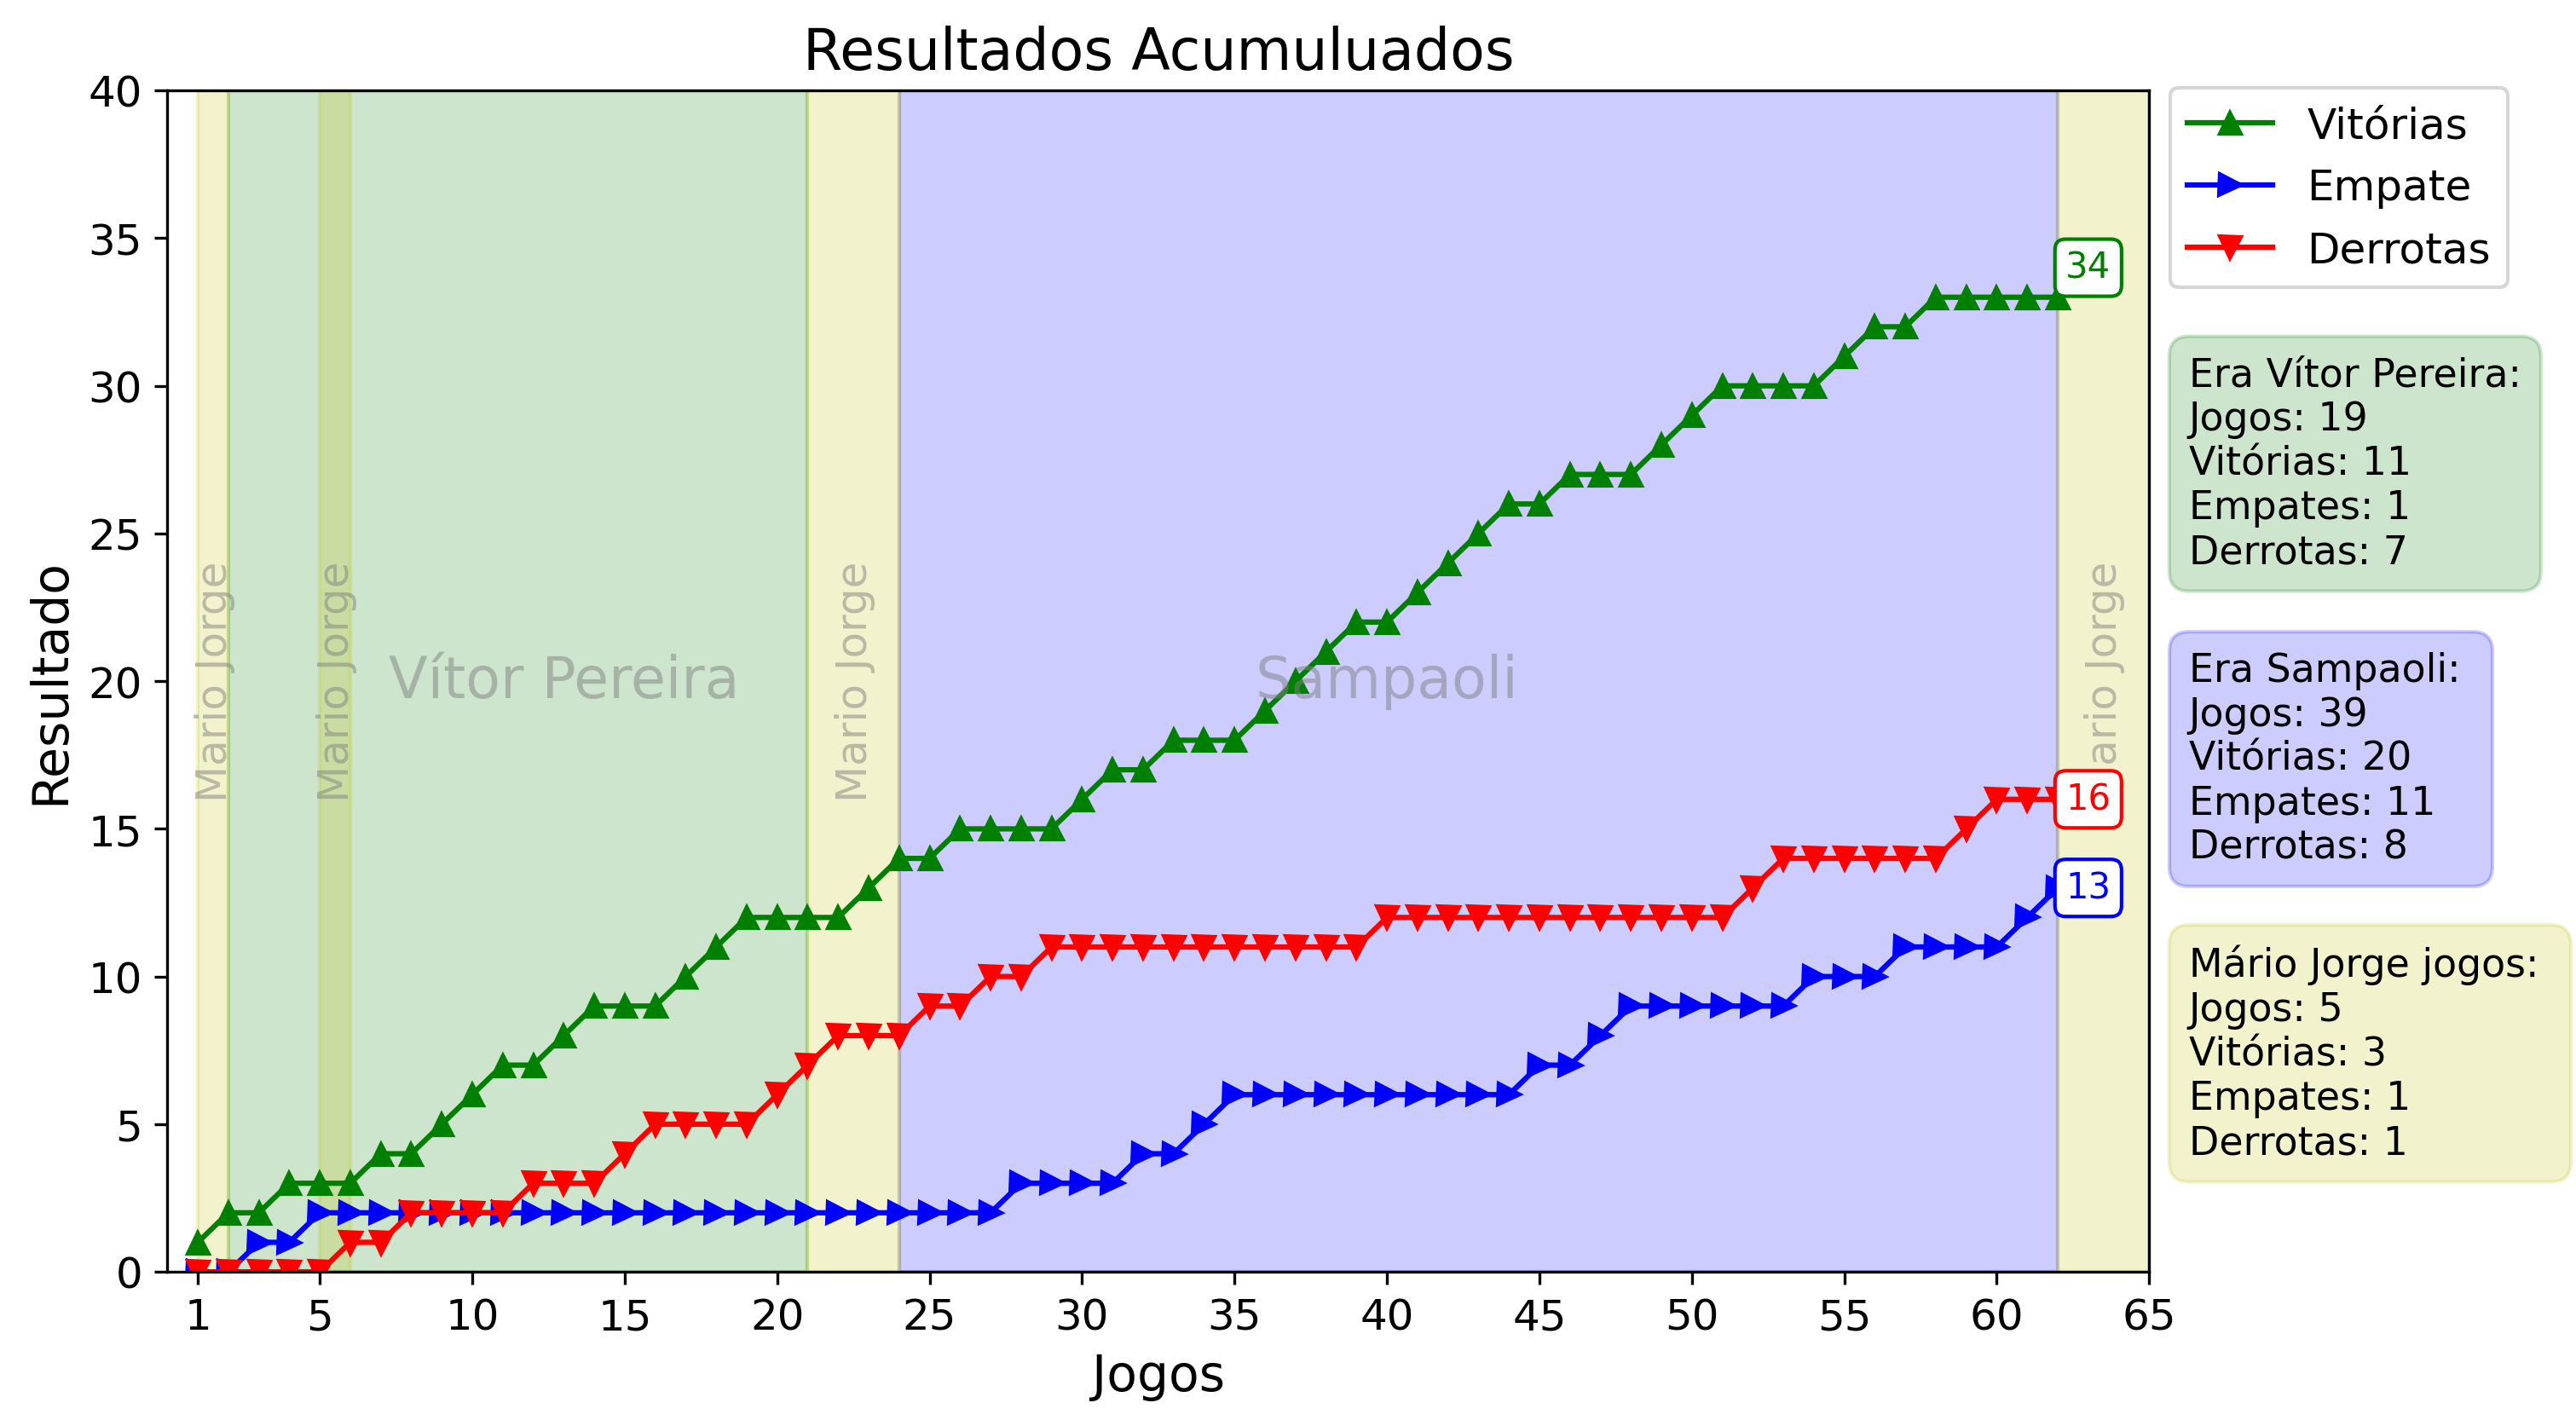 Resultados Acumuluados
Resultado
40
35
30
25
20
15
10
5
0
1
5
10
15
20
25
30
35
40
45
50
55
60
65
Jogos
Mario Jorge
Mario Jorge
Vítor Pereira
Mario Jorge
Sampaoli
ario Jorge
34
16
13
Vitórias
Empate
Derrotas
Era Vítor Pereira:
Jogos: 19
Vitórias: 11
Empates: 1
Derrotas: 7
Era Sampaoli:
Jogos: 39
Vitórias: 20
Empates: 11
Derrotas: 8
Mário Jorge jogos:
Jogos: 5
Vitórias: 3
Empates: 1
Derrotas: 1